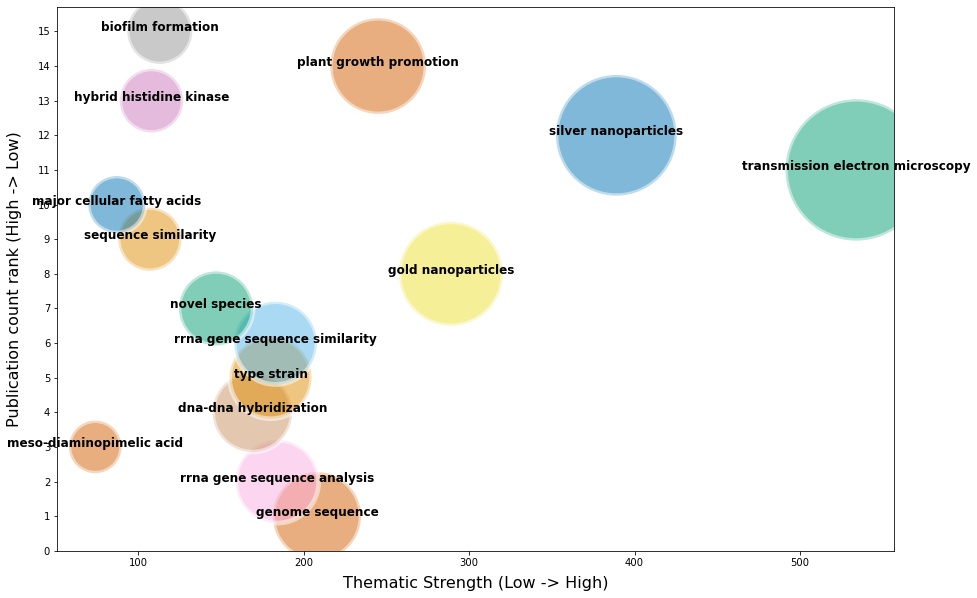 15
biofilm formation
14
plant growth promotion
13
hybrid histidine kinase
12
silver nanoparticles
11
transmission electron microscopy
10
major cellular fatty acids
9
sequence similarity
8
gold nanoparticles
7
novel species
6
rrna gene sequence similarity
5
type strain
4
dna-dna hybridization
3
meso-diaminopimelic acid
2
rrna gene sequence analysis
1
genome sequence
0
100 200 300 400 500
Thematic Strength (Low -> High)
Publication count rank (High -> Low)